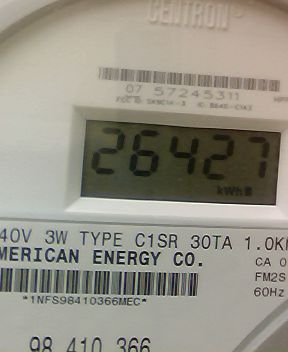 CENTRON®
07 57245311
26427
kWh
40V 3W TYPE C1SR 30TA 1.0K
MERICAN ENERGY CO.
CA 0
FM2S
60Hz
*1NFS98410366MEC*
98 410 366